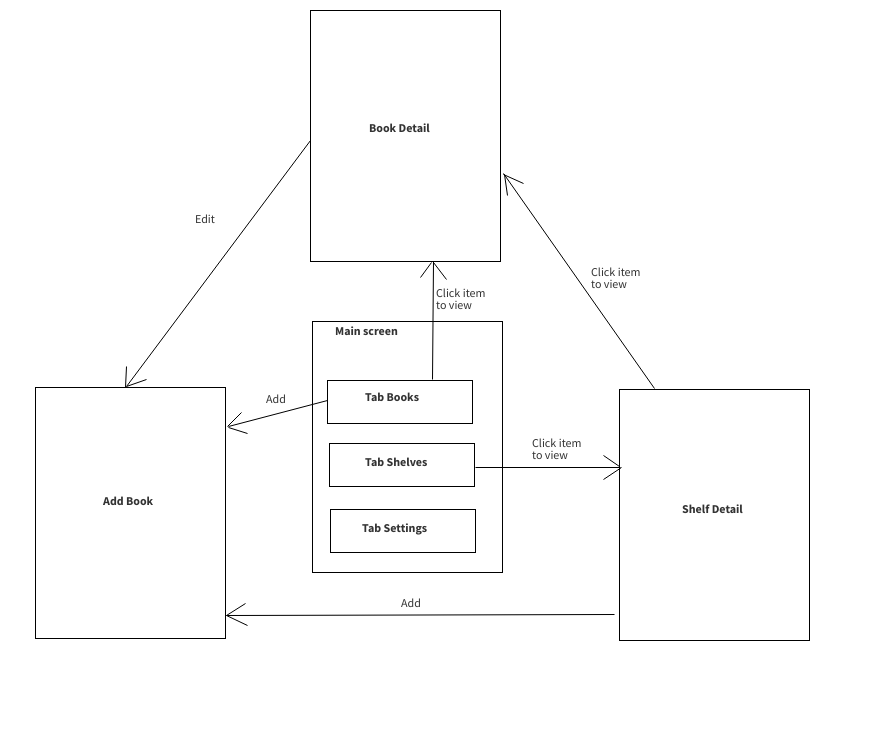 Book Detail
Edit
Click item
to view
Click item
to view
Main screen
Tab Books
Add
Tab Shelves
Click item
to view
Tab Settings
Add Book
Shelf Detail
Add